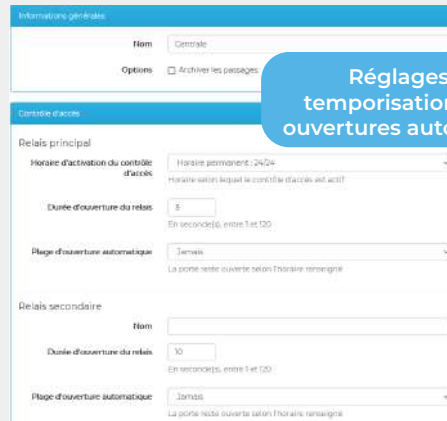 Informations générales
Nom
Centrale
Options
Archiver les passages
Réglages
temporisation
ouvertures auto
Contrôle d'accès
Relais principal
Horaire d'activation du contrôle
d'accès
Horaire permanent : 24/24
Horaire selon lequel le contrôle d'accès est actif
Durée d'ouverture du relais
En seconde(s), entre 1 et 120
Plage d'ouverture automatique
Jamais
La porte reste ouverte selon l'horaire renseigné
Relais secondaire
Nom
Durée d'ouverture du relais
10
En seconde(s), entre 1 et 120
Plage d'ouverture automatique
Jamais
La porte reste ouverte selon l'horaire renseigné